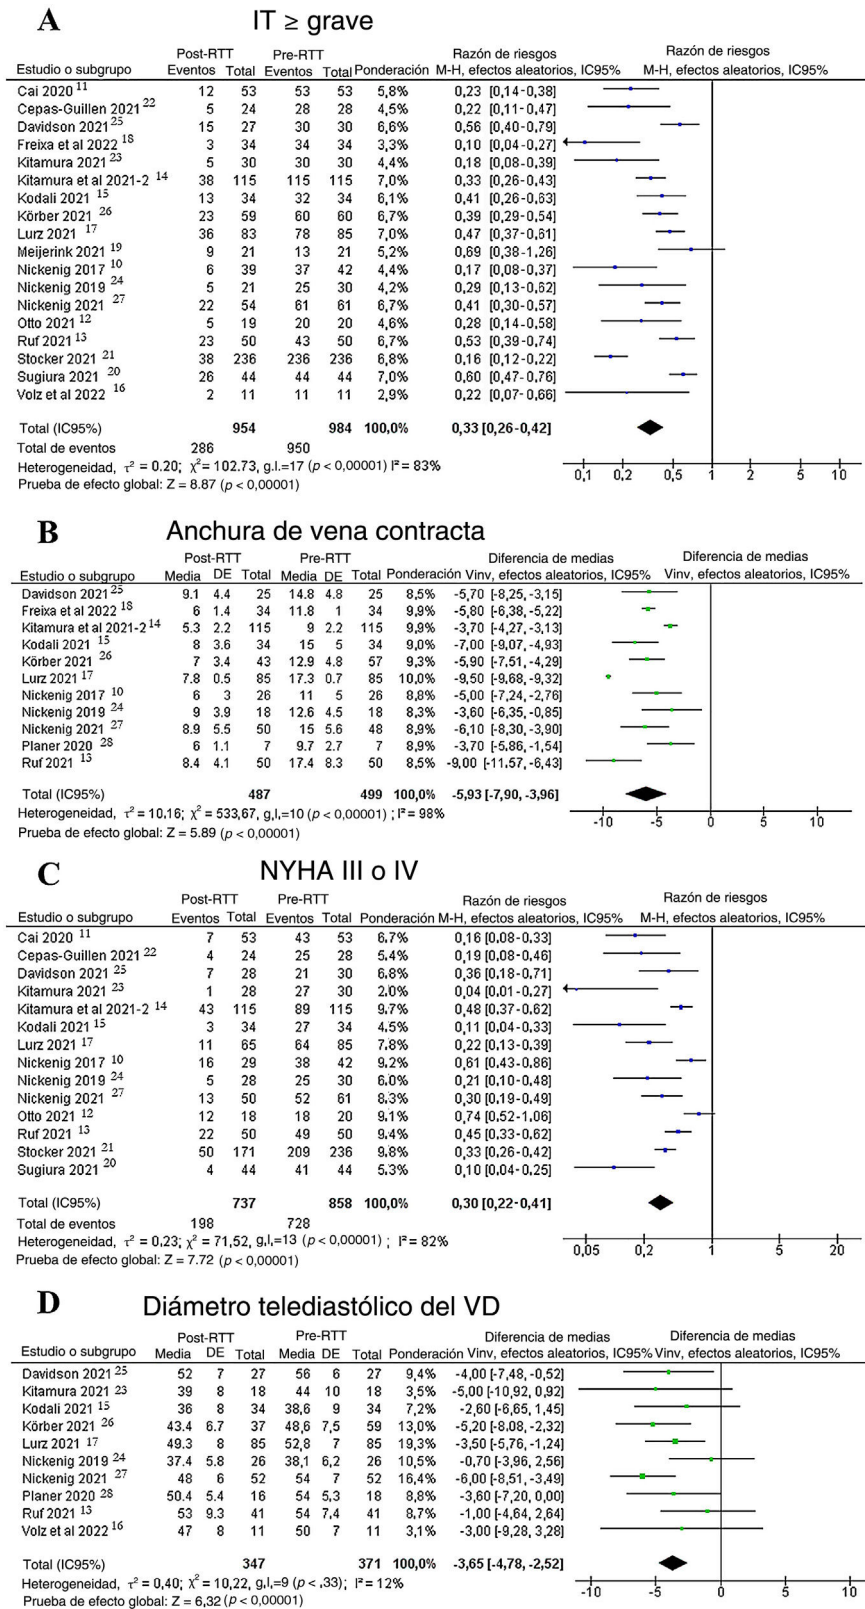 A IT ≥ grave
Post-RTT Pre-RTT Razón de riesgos Razón de riesgos
Estudio o subgrupo Eventos Total Eventos Total Ponderación M-H, efectos aleatorios, IC95% M-H, efectos aleatorios, IC95%
Cai 2020 11 12 53 53 53 5,8% 0,23 [0,14-0,38]
Cepas-Guillen 2021 22 5 24 28 28 4,2% 0,22 [0,11-0,47]
Davidson 2021 25 15 27 30 30 6,6% 0,56 [0,40-0,79]
Freixa et al 2022 18 3 34 34 34 3,3% 0,10 [0,04-0,27]
Kitamura 2021 23 5 30 30 30 4,4% 0,18 [0,08-0,39]
Kitamura et al 2021-2 14 38 115 115 115 7,0% 0,33 [0,26-0,43]
Kodali 2021 15 13 34 32 34 6,1% 0,41 [0,26-0,63]
Körber 2021 26 23 59 60 60 6,7% 0,39 [0,29-0,54]
Lurz 2021 17 36 83 78 85 7,0% 0,47 [0,37-0,61]
Meijerink 2021 19 9 21 13 21 5,2% 0,69 [0,38-1,26]
Nickenig 2017 10 6 39 37 42 4,4% 0,17 [0,08-0,37]
Nickenig 2019 24 5 21 25 30 4,3% 0,29 [0,13-0,62]
Nickenig 2021 27 22 54 61 61 6,7% 0,41 [0,30-0,57]
Otto 2021 12 5 19 20 20 4,6% 0,28 [0,14-0,58]
Ruf 2021 13 23 50 43 50 6,7% 0,53 [0,39-0,74]
Stocker 2021 21 38 236 236 236 6,8% 0,16 [0,12-0,22]
Sugiura 2021 20 26 44 44 44 7,0% 0,60 [0,47-0,76]
Volz et al 2022 16 2 11 11 11 2,9% 0,22 [0,07-0,66]
Total (IC95%) 954 984 100,0% 0,33 [0,26-0,42]
Total de eventos 286 950
Heterogeneidad, τ² = 0.20; χ² = 102.73, g.l.=17 (p < 0,00001) I² = 83%
Prueba de efecto global: Z = 8.87 (p < 0,00001)
0,1 0,2 0,5 1 2 5 10
B Anchura de vena contracta
Post-RTT Pre-RTT Diferencia de medias Diferencia de medias
Estudio o subgrupo Media DE Total Media DE Total Ponderación Vinv, efectos aleatorios, IC95% Vinv, efectos aleatorios, IC95%
Davidson 2021 25 9.1 4.4 25 14.8 4.8 25 8,5% -5,70 [-8,25, -3,15]
Freixa et al 2022 18 6 1.4 34 11.8 1 34 9,9% -5,80 [-6,38, -5,22]
Kitamura et al 2021-2 14 5.3 2.2 115 9 2.2 115 9,9% -3,70 [-4,27, -3,13]
Kodali 2021 15 8 3.6 34 15 5 34 9,0% -7,00 [-9,07, -4,93]
Körber 2021 26 7 3.4 43 12.9 4.8 57 9,3% -5,90 [-7,51, -4,29]
Lurz 2021 17 7.8 0.5 85 17.3 0.7 85 10,0% -9,50 [-9,68, -9,32]
Nickenig 2017 10 6 3 26 11 5 26 8,8% -5,00 [-7,24, -2,76]
Nickenig 2019 24 9 3.9 18 12.6 4.5 18 8,3% -3,60 [-6,35, -0,85]
Nickenig 2021 27 8.9 5.5 50 15 5.6 48 8,8% -6,10 [-8,30, -3,90]
Planer 2020 28 6 1.1 7 9.7 2.7 7 8,9% -3,70 [-5,86, -1,54]
Ruf 2021 13 8.4 4.1 50 17.4 8.3 50 8,5% -9,00 [-11,57, -6,43]
Total (IC95%) 487 499 100,0% -5,93 [-7,90, -3,96]
Heterogeneidad, τ² = 10,16; χ² = 533,67, g,l,=10 (p < 0,00001) ; I² = 98%
Prueba de efecto global: Z = 5.89 (p < 0,00001)
-10 -5 0 5 10
C NYHA III o IV
Post-RTT Pre-RTT Razón de riesgos Razón de riesgos
Estudio o subgrupo Eventos Total Eventos Total Ponderación M-H, efectos aleatorios, IC95% M-H, efectos aleatorios, IC95%
Cai 2020 11 7 53 43 53 6.7% 0,16 [0,08-0,33]
Cepas-Guillen 2021 22 4 24 25 28 5.4% 0,19 [0,08-0,46]
Davidson 2021 25 7 28 21 30 6.8% 0,36 [0,18-0,71]
Kitamura 2021 23 1 28 27 30 2.0% 0,04 [0,01-0,27]
Kitamura et al 2021-2 14 43 115 89 115 9.7% 0,48 [0,37-0,62]
Kodali 2021 15 3 34 27 34 4.5% 0,11 [0,04-0,33]
Lurz 2021 17 11 65 64 85 7.8% 0,22 [0,13-0,39]
Nickenig 2017 10 16 29 38 42 9.2% 0,61 [0,43-0,86]
Nickenig 2019 24 5 28 25 30 6.0% 0,21 [0,10-0,48]
Nickenig 2021 27 13 50 52 61 8.3% 0,30 [0,19-0,49]
Otto 2021 12 12 18 18 20 9.1% 0,74 [0,52-1,06]
Ruf 2021 13 22 50 49 50 9.4% 0,45 [0,33-0,62]
Stocker 2021 21 50 171 209 236 9.8% 0,33 [0,26-0,42]
Sugiura 2021 20 4 44 41 44 5.3% 0,10 [0,04-0,25]
Total (IC95%) 737 858 100,0% 0,30 [0,22-0,41]
Total de eventos 198 728
Heterogeneidad, τ² = 0,23; χ² = 71,52, g,l,=13 (p < 0,00001) ; I² = 82%
Prueba de efecto global: Z = 7.72 (p < 0,00001)
0,05 0,2 1 5 20
D Diámetro telediastólico del VD
Post-RTT Pre-RTT Diferencia de medias Diferencia de medias
Estudio o subgrupo Media DE Total Media DE Total Ponderación Vinv, efectos aleatorios, IC95% Vinv, efectos aleatorios, IC95%
Davidson 2021 25 52 7 27 56 6 27 9,4% -4,00 [-7,48, -0,52]
Kitamura 2021 23 39 8 18 44 10 18 3,4% -5,00 [-10,92, 0,92]
Kodali 2021 15 36 8 34 38,6 9 34 7,2% -2,60 [-6,65, 1,45]
Körber 2021 26 43.4 6.7 37 48,6 7,5 59 13,0% -5,20 [-8,08, -2,32]
Lurz 2021 17 49.3 8 85 52,8 7 85 19,3% -3,50 [-5,76, -1,24]
Nickenig 2019 24 37.4 5.8 26 38,1 6,2 26 10,5% -0,70 [-3,96, 2,56]
Nickenig 2021 27 48 6 52 54 7 52 16,4% -6,00 [-8,51, -3,49]
Planer 2020 28 50.4 5.4 16 54 5,3 18 8,8% -3,60 [-7,20, 0,00]
Ruf 2021 13 53 9.3 41 54 7,4 41 8,7% -1,00 [-4,64, 2,64]
Volz et al 2022 16 47 8 11 50 7 11 3,1% -3,00 [-9,28, 3,28]
Total (IC95%) 347 371 100,0% -3,65 [-4,78, -2,52]
Heterogeneidad, τ² = 0,40; χ² = 10,22, g,l,=9 (p < ,33); I² = 12%
Prueba de efecto global: Z = 6,32 (p < 0,00001)
-10 -5 0 5 10